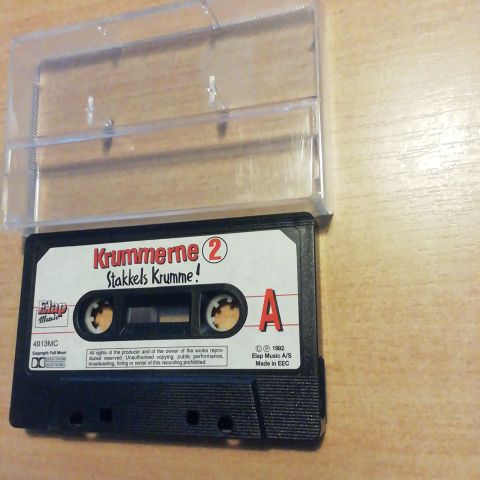 Krummerne 2
Stakkels Krumme!
Elap
Music
A
4913MC
Copyright: Full Moon
All rights of the producer and of the owner of the works repro-
duced reserved. Unauthorised copying, public performance,
broadcasting, hiring or rental of this recording prohibited.
© ℗ 1992
Elap Music A/S
Made in EEC